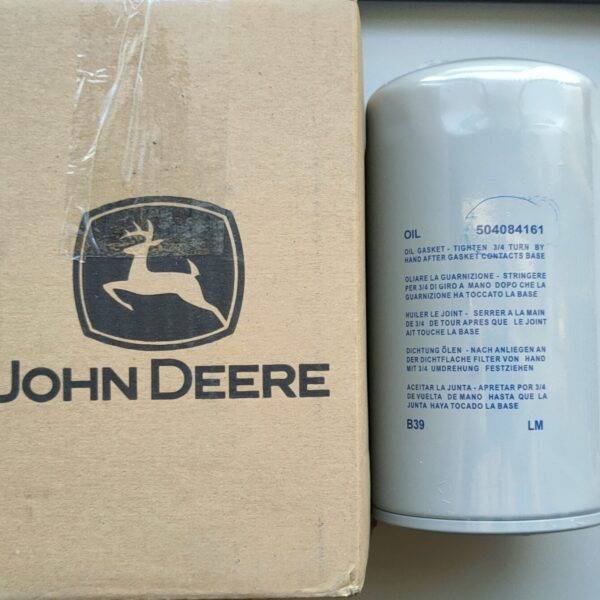 JOHN DEERE
OIL 504084161
OIL GASKET - TIGHTEN 3/4 TURN BY
HAND AFTER GASKET CONTACTS BASE
OLIARE LA GUARNIZIONE - STRINGERE
PER 3/4 DI GIRO A MANO DOPO CHE LA
GUARNIZIONE HA TOCCATO LA BASE
HUILER LE JOINT - SERRER A LA MAIN
DE 3/4 DE TOUR APRES QUE LE JOINT
AIT TOUCHE LA BASE
DICHTUNG ÖLEN - NACH ANLIEGEN AN
DER DICHTFLACHE FILTER VON HAND
MIT 3/4 UMDREHUNG FESTZIEHEN
ACEITAR LA JUNTA - APRETAR POR 3/4
DE VUELTA DE MANO HASTA QUE LA
JUNTA HAYA TOCADO LA BASE
B39 LM